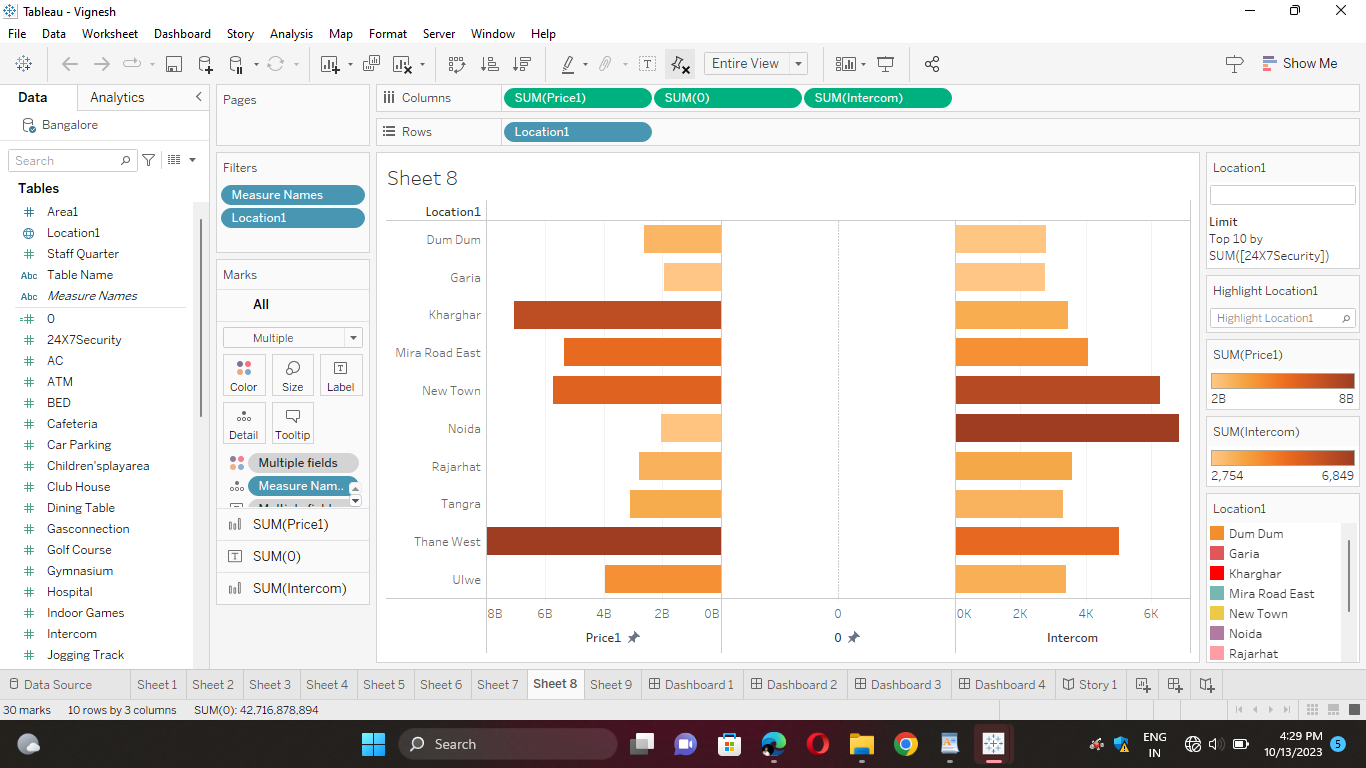 Tableau - Vignesh
File Data Worksheet Dashboard Story Analysis Map Format Server Window Help
Entire View
Show Me
Data Analytics
Bangalore
Search
Tables
Area1
Location1
Staff Quarter
Abc Table Name
Abc Measure Names
0
24X7Security
AC
ATM
BED
Cafeteria
Car Parking
Children'splayarea
Club House
Dining Table
Gasconnection
Golf Course
Gymnasium
Hospital
Indoor Games
Intercom
Jogging Track
Pages
Filters
Measure Names
Location1
Marks
All
Multiple
Color Size Label
Detail Tooltip
Multiple fields
Measure Nam..
SUM(Price1)
SUM(0)
SUM(Intercom)
Columns SUM(Price1) SUM(0) SUM(Intercom)
Rows Location1
Sheet 8
Location1
Dum Dum
Garia
Kharghar
Mira Road East
New Town
Noida
Rajarhat
Tangra
Thane West
Ulwe
8B 6B 4B 2B 0B 0 0K 2K 4K 6K
Price1 0 Intercom
Location1
Limit
Top 10 by
SUM([24X7Security])
Highlight Location1
Highlight Location1
SUM(Price1)
2B 8B
SUM(Intercom)
2,754 6,849
Location1
Dum Dum
Garia
Kharghar
Mira Road East
New Town
Noida
Rajarhat
Data Source Sheet 1 Sheet 2 Sheet 3 Sheet 4 Sheet 5 Sheet 6 Sheet 7 Sheet 8 Sheet 9 Dashboard 1 Dashboard 2 Dashboard 3 Dashboard 4 Story 1
30 marks 10 rows by 3 columns SUM(0): 42,716,878,894
Search
ENG
IN
4:29 PM
10/13/2023
5